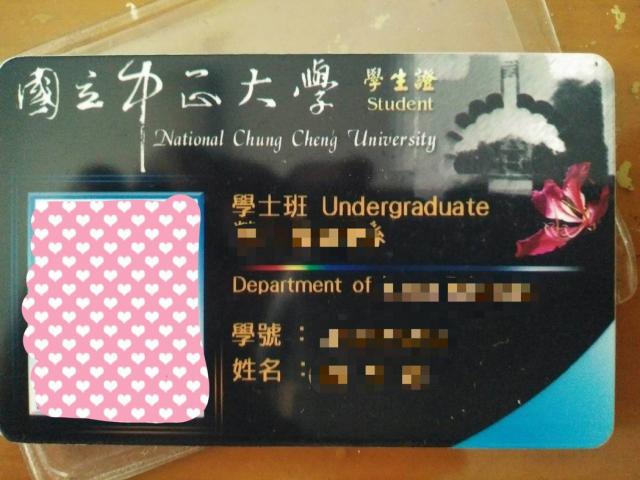 國立中正大學 學生證
Student
National Chung Cheng University
學士班 Undergraduate
系
Department of
學號：
姓名：